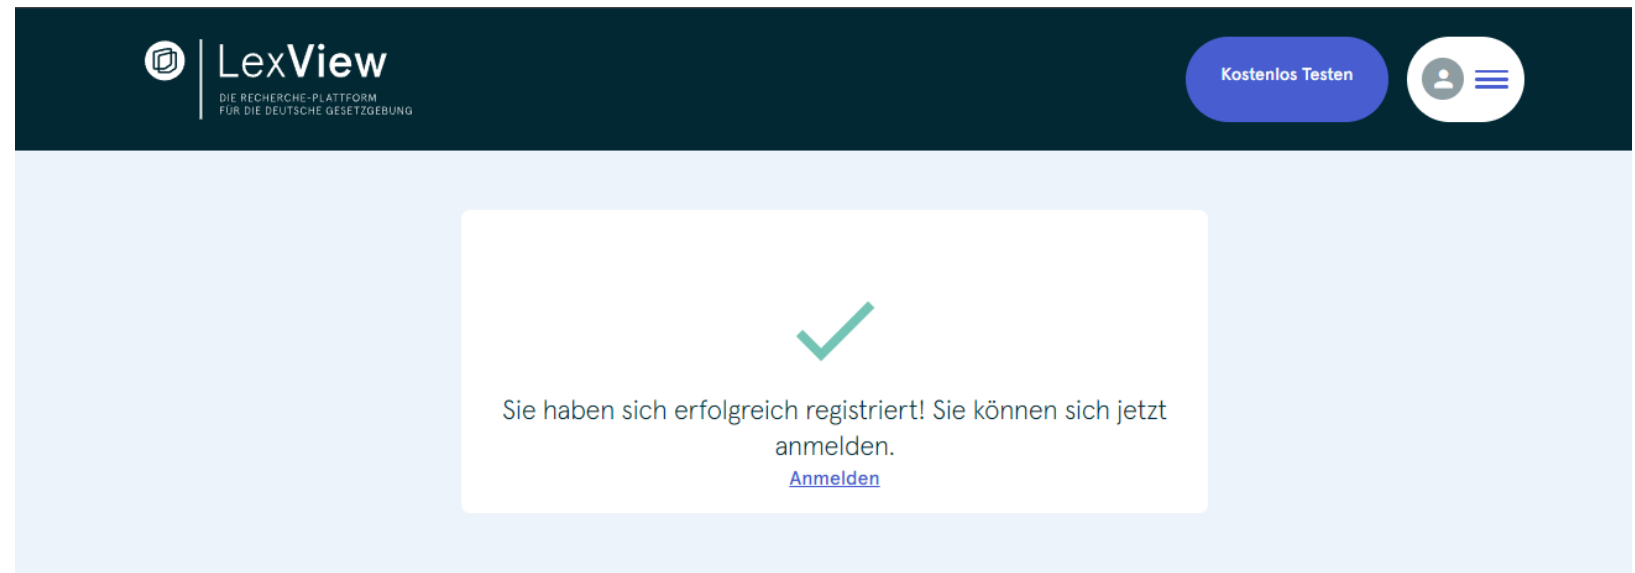 LexView
DIE RECHERCHE-PLATTFORM
FÜR DIE DEUTSCHE GESETZGEBUNG
Kostenlos Testen
Sie haben sich erfolgreich registriert! Sie können sich jetzt
anmelden.
Anmelden